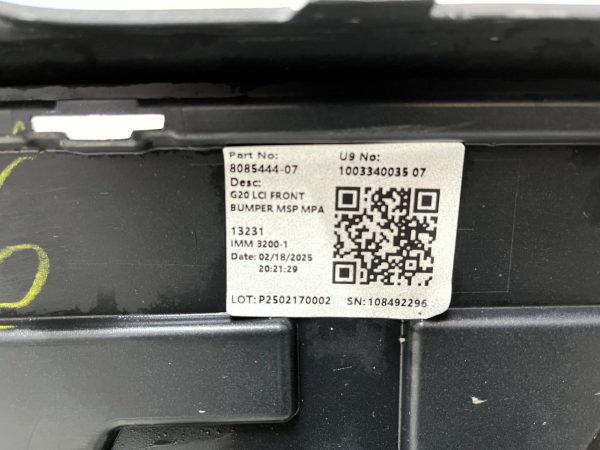 Part No:
8085444-07
Desc:
G20 LCI FRONT
BUMPER MSP MPA
U9 No:
1003340035 07
13231
IMM 3200-1
Date: 02/18/2025
20:21:29
LOT: P2502170002
SN: 108492296